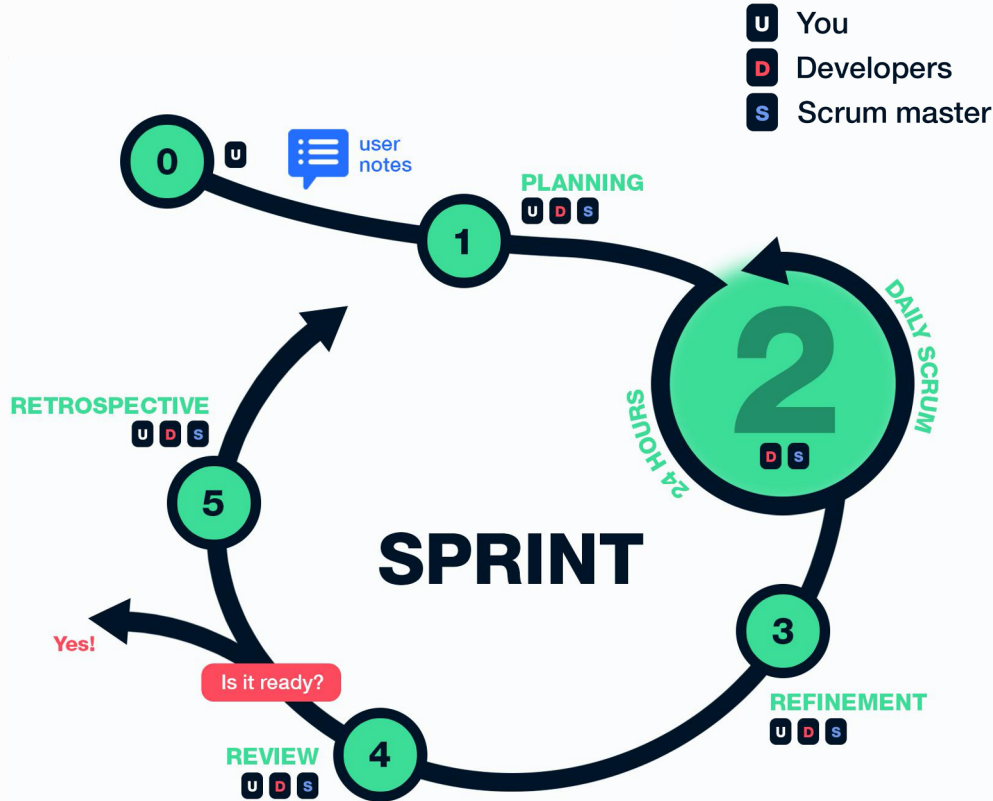 U You
D Developers
S Scrum master
0
U
user
notes
1
PLANNING
U D S
2
D S
DAILY SCRUM
24 HOURS
RETROSPECTIVE
U D S
5
SPRINT
3
REFINEMENT
U D S
Yes!
Is it ready?
4
REVIEW
U D S